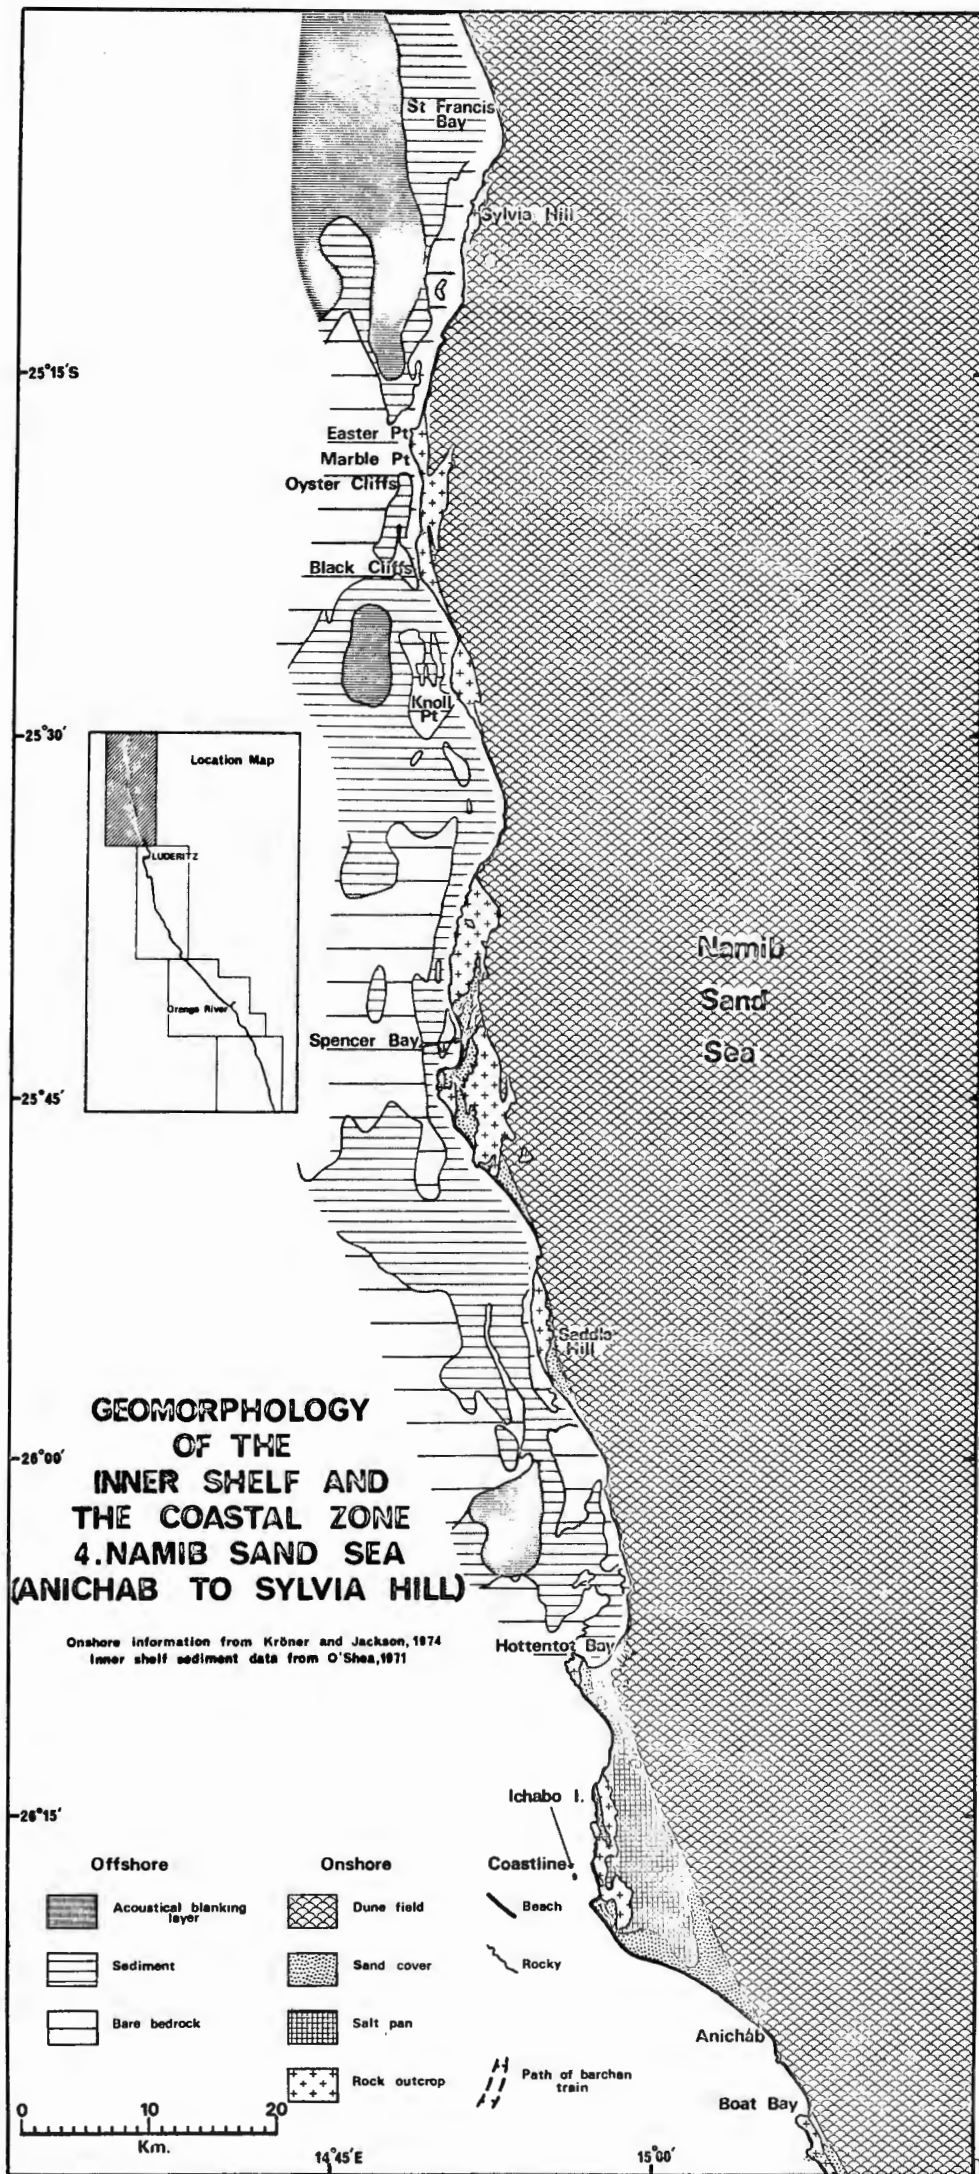 St Francis
Bay
Sylvia Hill
25°15'S
Easter Pt
Marble Pt
Oyster Cliffs
Black Cliffs
Knoll
Pt
25°30'
Location Map
LUDERITZ
Orange River
Namib
Sand
Sea
Spencer Bay
25°45'
Saddle
Hill
GEOMORPHOLOGY
OF THE
INNER SHELF AND
THE COASTAL ZONE
4.NAMIB SAND SEA
(ANICHAB TO SYLVIA HILL)
26°00'
Onshore information from Kröner and Jackson, 1974
Inner shelf sediment data from O'Shea, 1971
Hottentot Bay
Ichabo I.
26°15'
Offshore
Acoustical blanking
layer
Sediment
Bare bedrock
Onshore
Dune field
Sand cover
Salt pan
Rock outcrop
Coastline
Beach
Rocky
Path of barchan
train
Anichab
Boat Bay
0 10 20
Km.
14°45'E
15°00'